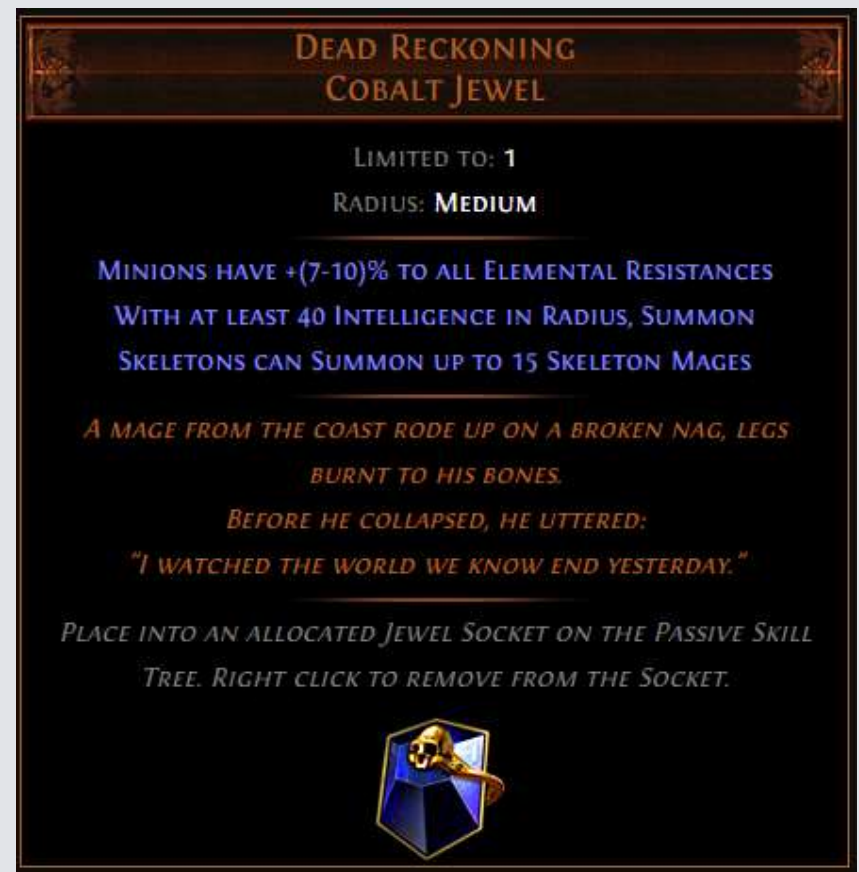 Dead Reckoning
Cobalt Jewel
Limited to: 1
Radius: Medium
Minions have +(7-10)% to all Elemental Resistances
With at least 40 Intelligence in Radius, Summon
Skeletons can Summon up to 15 Skeleton Mages
A mage from the coast rode up on a broken nag, legs
burnt to his bones.
Before he collapsed, he uttered:
"I watched the world we know end yesterday."
Place into an allocated Jewel Socket on the Passive Skill
Tree. Right click to remove from the Socket.